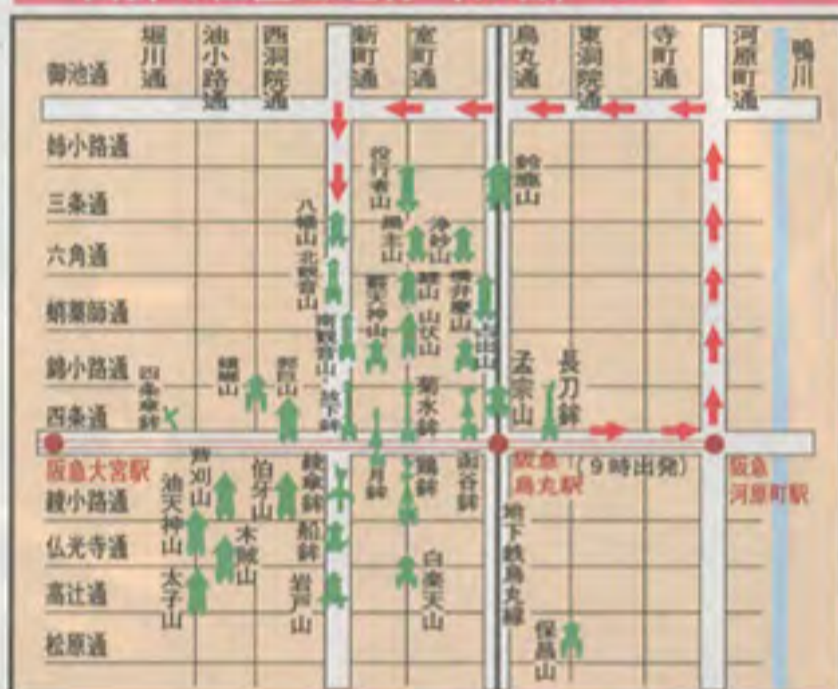 堀川通
油小路通
西洞院通
新町通
室町通
烏丸通
東洞院通
寺町通
河原町通
鴨川
御池通
姉小路通
三条通
六角通
蛸薬師通
錦小路通
四条通
綾小路通
仏光寺通
高辻通
松原通
役行者山
鈴鹿山
八幡山
北観音山
黒主山
浄妙山
鯉山
山伏山
橋弁慶山
南観音山
放下鉾
菊水鉾
孟宗山
長刀鉾
四条傘鉾
蟷螂山
郭巨山
阪急大宮駅
阪急
烏丸駅
(9時出発)
阪急
河原町駅
芦刈山
油天神山
木賊山
太子山
伯牙山
綾傘鉾
船鉾
岩戸山
月鉾
鶏鉾
函谷鉾
白楽天山
地下鉄烏丸線
保昌山